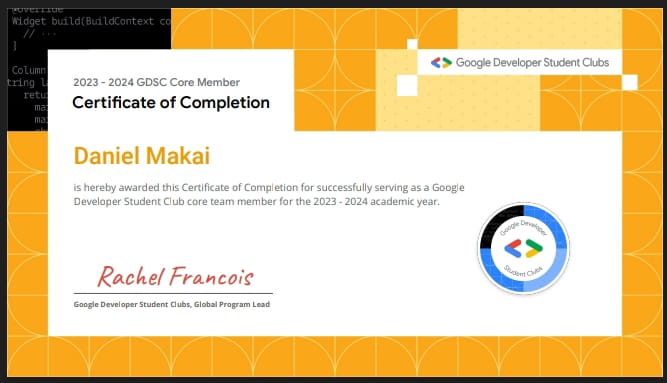 @override
Widget build(BuildContext co
// ...
]
Column
tring la
retu
ma
ma
2023 - 2024 GDSC Core Member
Certificate of Completion
Google Developer Student Clubs
Daniel Makai
is hereby awarded this Certificate of Completion for successfully serving as a Google
Developer Student Club core team member for the 2023 - 2024 academic year.
Google Developer
Student Clubs
Rachel Francois
Google Developer Student Clubs, Global Program Lead